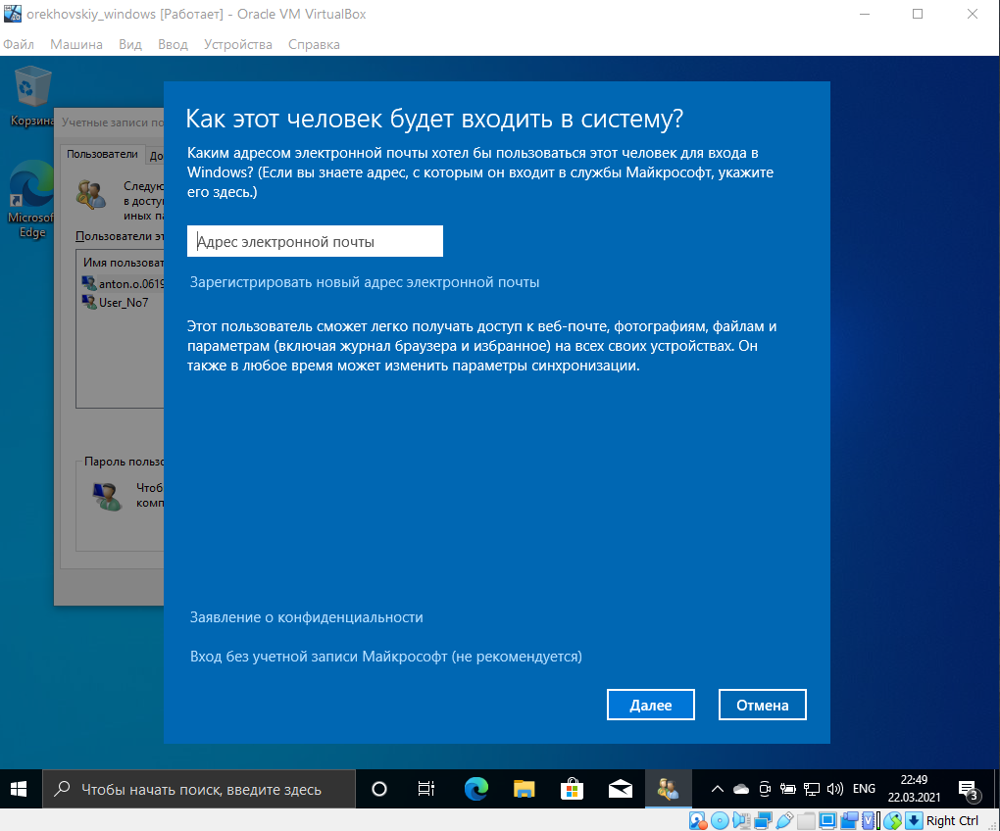 orekhovskiy_windows [Работает] - Oracle VM VirtualBox
Файл Машина Вид Ввод Устройства Справка
Корзина
Microsoft
Edge
Учетные записи по
Пользователи До
Следую
в досту
иных па
Пользователи эт
Имя пользоват
anton.o.0619
User_No7
Пароль пользо
Чтоб
комп
Как этот человек будет входить в систему?
Каким адресом электронной почты хотел бы пользоваться этот человек для входа в
Windows? (Если вы знаете адрес, с которым он входит в службы Майкрософт, укажите
его здесь.)
Адрес электронной почты
Зарегистрировать новый адрес электронной почты
Этот пользователь сможет легко получать доступ к веб-почте, фотографиям, файлам и
параметрам (включая журнал браузера и избранное) на всех своих устройствах. Он
также в любое время может изменить параметры синхронизации.
Заявление о конфиденциальности
Вход без учетной записи Майкрософт (не рекомендуется)
Далее Отмена
Чтобы начать поиск, введите здесь
ENG
22:49
22.03.2021
3
Right Ctrl